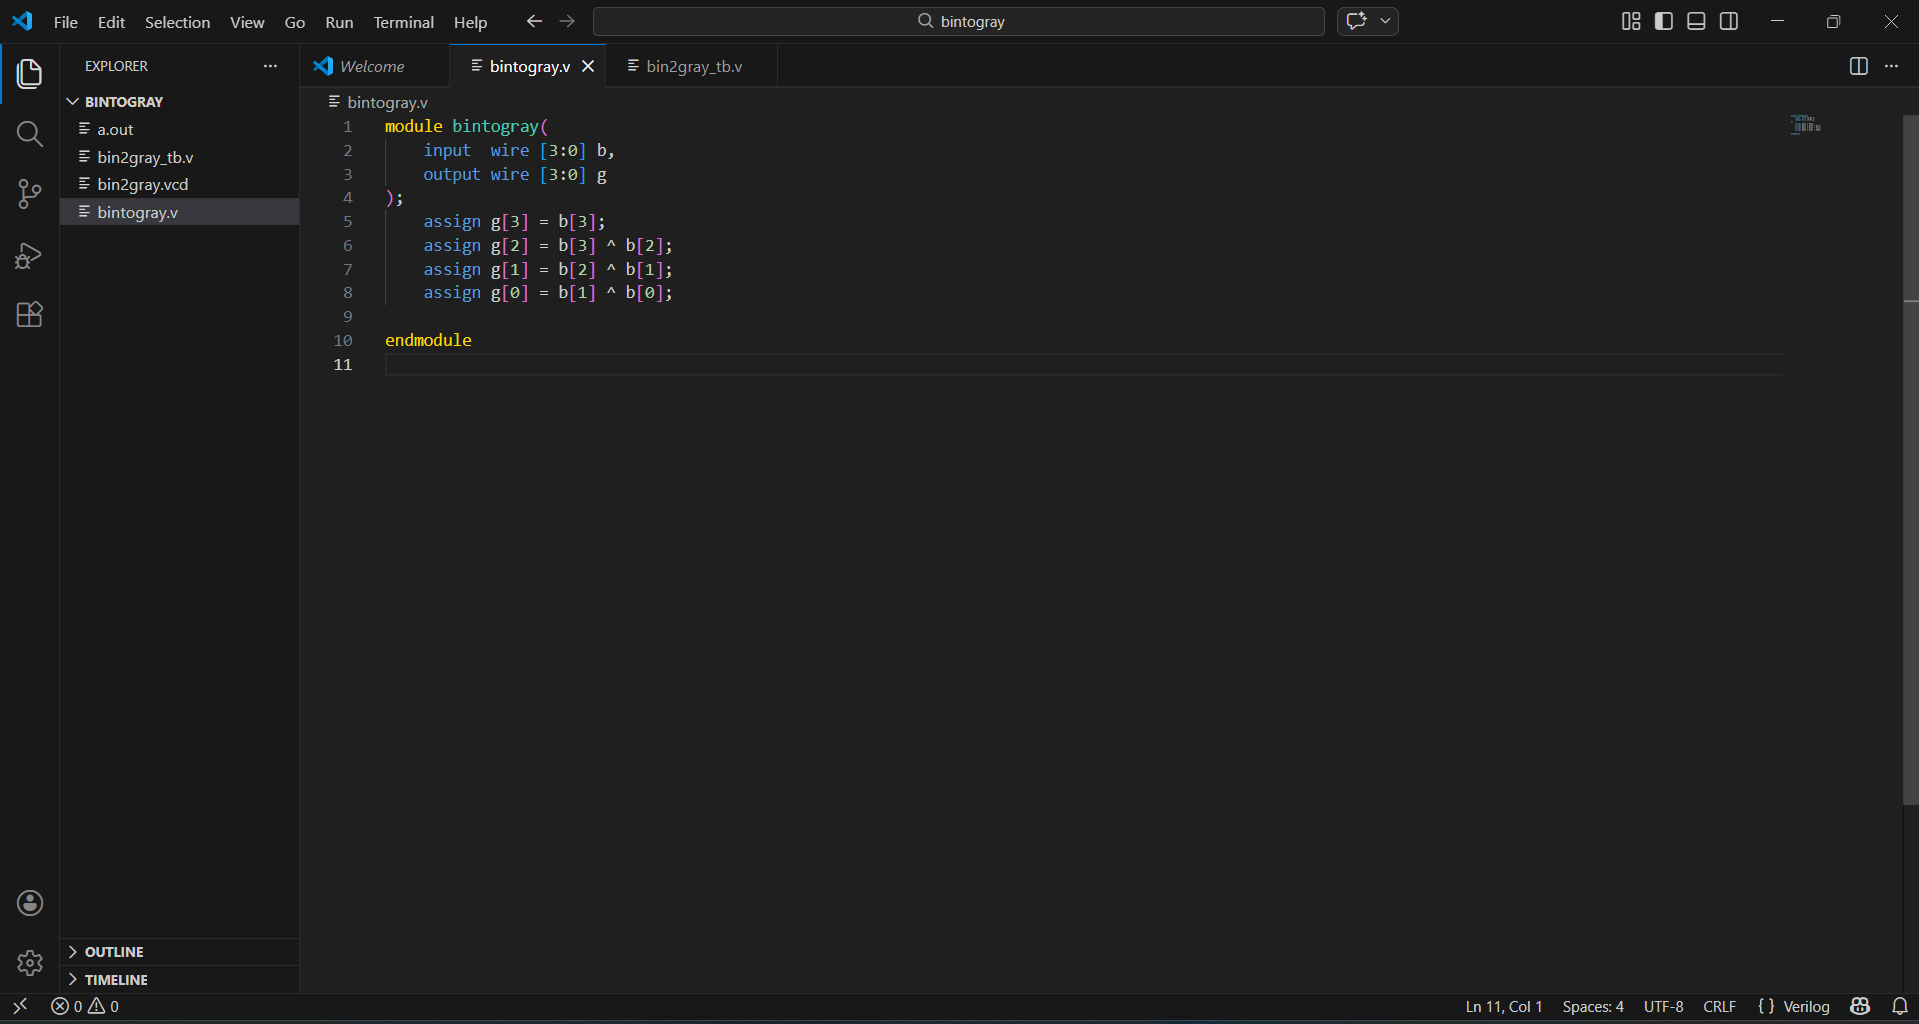 File Edit Selection View Go Run Terminal Help
bintogray
EXPLORER
BINTOGRAY
a.out
bin2gray_tb.v
bin2gray.vcd
bintogray.v
Welcome
bintogray.v
bin2gray_tb.v
bintogray.v
1 module bintogray(
2     input  wire [3:0] b,
3     output wire [3:0] g
4 );
5     assign g[3] = b[3];
6     assign g[2] = b[3] ^ b[2];
7     assign g[1] = b[2] ^ b[1];
8     assign g[0] = b[1] ^ b[0];
9
10 endmodule
11
OUTLINE
TIMELINE
0 0
Ln 11, Col 1 Spaces: 4 UTF-8 CRLF { } Verilog